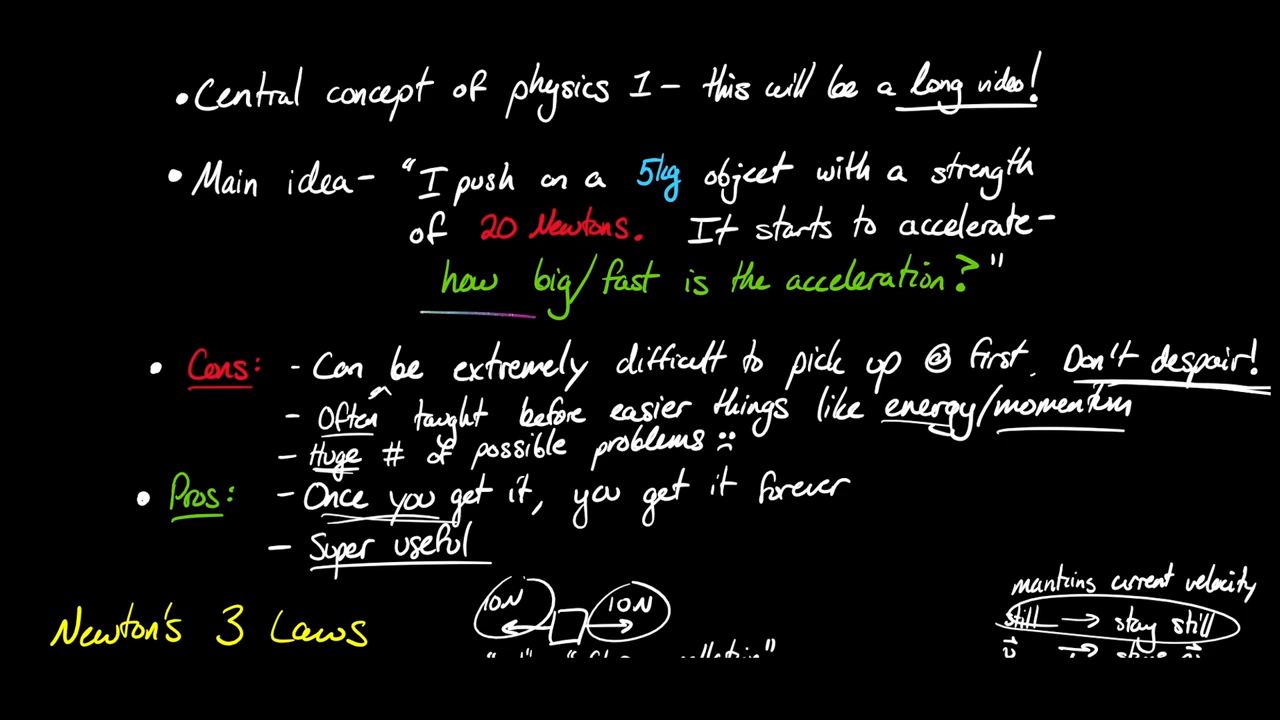 • Central concept of physics 1 – this will be a long video!
• Main idea – "I push on a 5kg object with a strength
of 20 Newtons. It starts to accelerate –
how big/fast is the acceleration?"
• Cons: - Can be extremely difficult to pick up @ first. Don't despair!
- Often taught before easier things like energy/momentum
- Huge # of possible problems
• Pros: - Once you get it, you get it forever
- Super useful
Newton's 3 Laws
10N 10N
current velocity
still → stay still